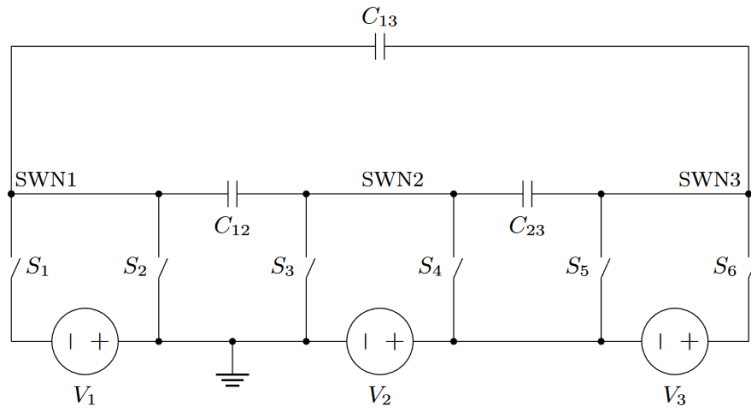 C₁₃
SWN1 SWN2 SWN3
C₁₂ C₂₃
S₁ S₂ S₃ S₄ S₅ S₆
V₁ V₂ V₃